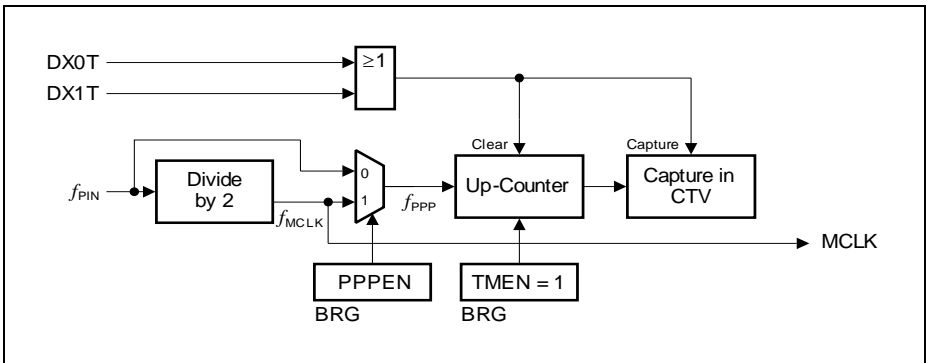 DX0T
≥1
DX1T
Clear
Capture
Divide
by 2
0
Up-Counter
Capture in
CTV
fPIN
1
fPPP
fMCLK
MCLK
PPPEN
TMEN = 1
BRG
BRG